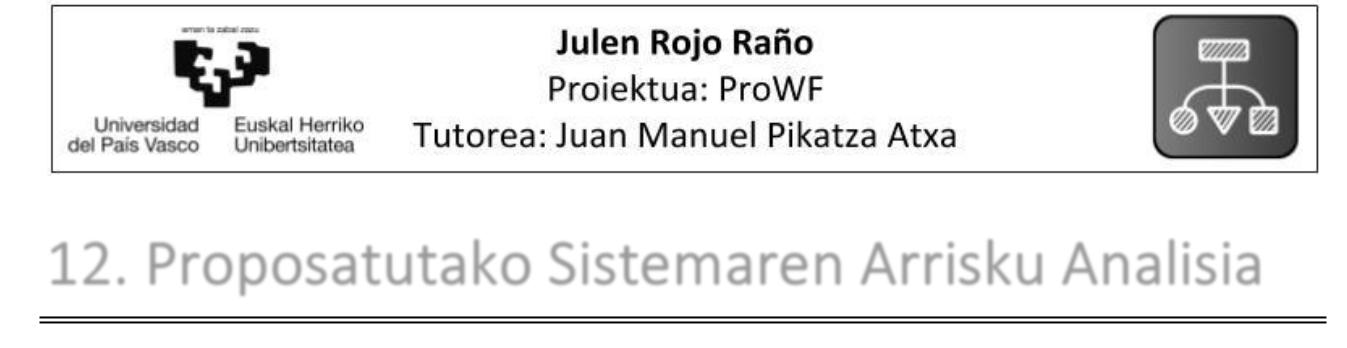 eman ta zabal zazu
Universidad
del País Vasco
Euskal Herriko
Unibertsitatea
Julen Rojo Raño
Proiektua: ProWF
Tutorea: Juan Manuel Pikatza Atxa
12. Proposatutako Sistemaren Arrisku Analisia